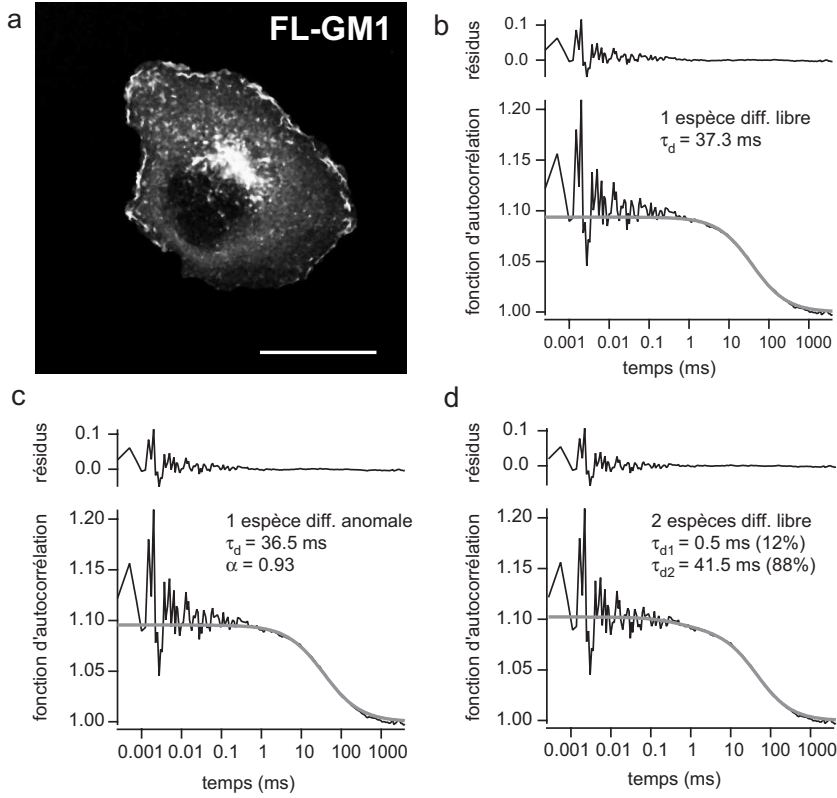 a
FL-GM1
b
résidus
0.1
0.0
fonction d'autocorrélation
1.20
1.15
1.10
1.05
1.00
1 espèce diff. libre
τd = 37.3 ms
0.001 0.01 0.1 1 10 100 1000
temps (ms)
c
résidus
0.1
0.0
fonction d'autocorrélation
1.20
1.15
1.10
1.05
1.00
1 espèce diff. anomale
τd = 36.5 ms
α = 0.93
0.001 0.01 0.1 1 10 100 1000
temps (ms)
d
résidus
0.1
0.0
fonction d'autocorrélation
1.20
1.15
1.10
1.05
1.00
2 espèces diff. libre
τd1 = 0.5 ms (12%)
τd2 = 41.5 ms (88%)
0.001 0.01 0.1 1 10 100 1000
temps (ms)